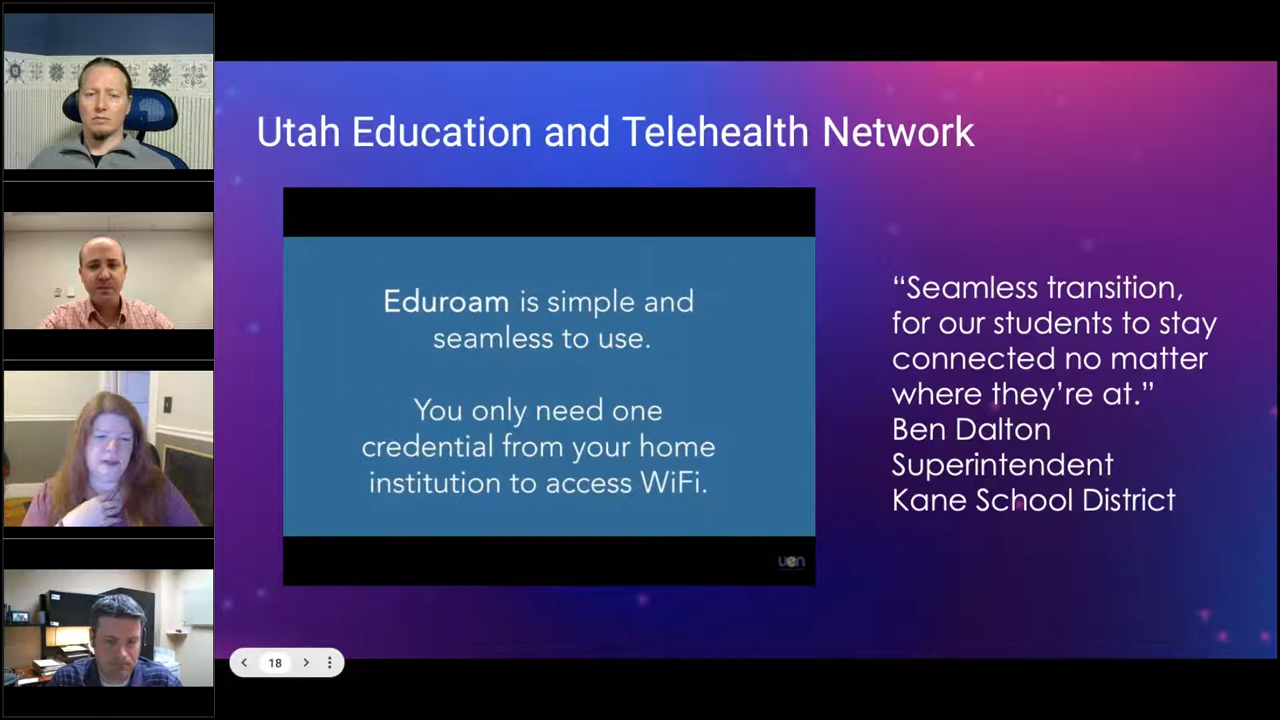 Utah Education and Telehealth Network
Eduroam is simple and
seamless to use.
You only need one
credential from your home
institution to access WiFi.
uen
“Seamless transition,
for our students to stay
connected no matter
where they’re at.”
Ben Dalton
Superintendent
Kane School District
18